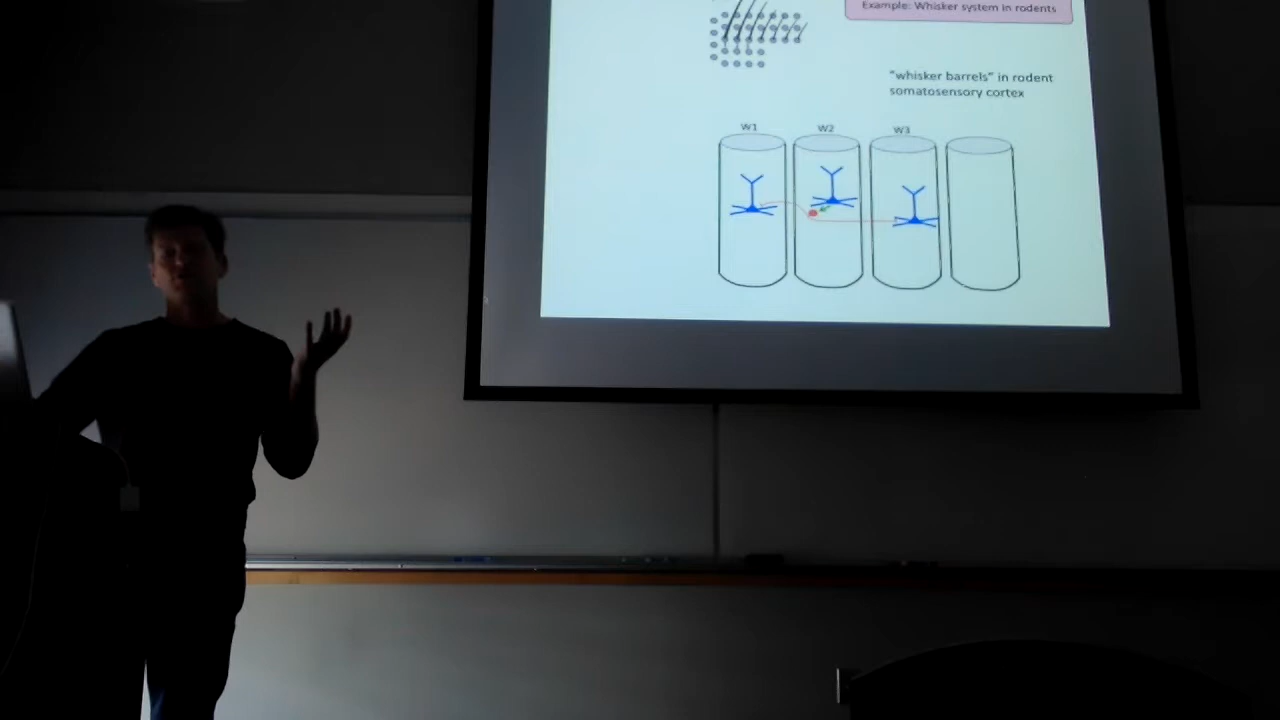 Example: Whisker system in rodents
"whisker barrels" in rodent
somatosensory cortex
W1 W2 W3